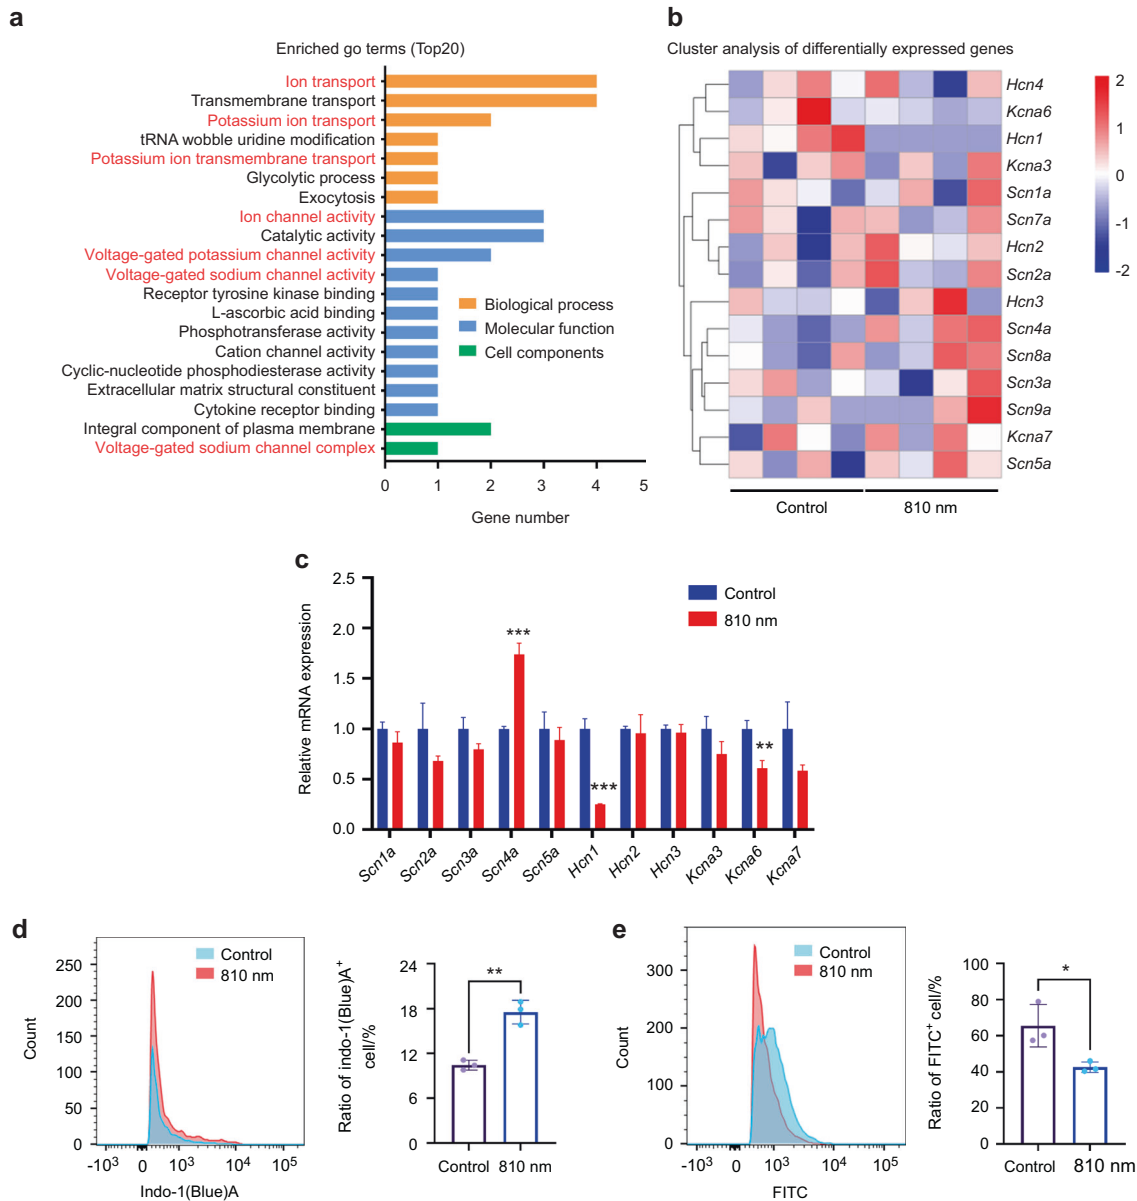 a
Enriched go terms (Top20)
Ion transport
Transmembrane transport
Potassium ion transport
tRNA wobble uridine modification
Potassium ion transmembrane transport
Glycolytic process
Exocytosis
Ion channel activity
Catalytic activity
Voltage-gated potassium channel activity
Voltage-gated sodium channel activity
Receptor tyrosine kinase binding
L-ascorbic acid binding
Phosphotransferase activity
Cation channel activity
Cyclic-nucleotide phosphodiesterase activity
Extracellular matrix structural constituent
Cytokine receptor binding
Integral component of plasma membrane
Voltage-gated sodium channel complex
Biological process
Molecular function
Cell components
0 1 2 3 4 5
Gene number
b
Cluster analysis of differentially expressed genes
Hcn4
Kcna6
Hcn1
Kcna3
Scn1a
Scn7a
Hcn2
Scn2a
Hcn3
Scn4a
Scn8a
Scn3a
Scn9a
Kcna7
Scn5a
2
1
0
-1
-2
Control 810 nm
c
Relative mRNA expression
2.5
2.0
1.5
1.0
0.5
0.0
Control
810 nm
***
***
**
Scn1a Scn2a Scn3a Scn4a Scn5a Hcn1 Hcn2 Hcn3 Kcna3 Kcna6 Kcna7
d
Count
250
200
150
100
50
0
Control
810 nm
-10³ 0 10³ 10⁴ 10⁵
Indo-1(Blue)A
Ratio of indo-1(Blue)A⁺
cell/%
24
18
12
6
0
**
Control 810 nm
e
Count
300
200
100
0
Control
810 nm
-10³ 0 10³ 10⁴ 10⁵
FITC
Ratio of FITC⁺ cell/%
100
80
60
40
20
0
*
Control 810 nm